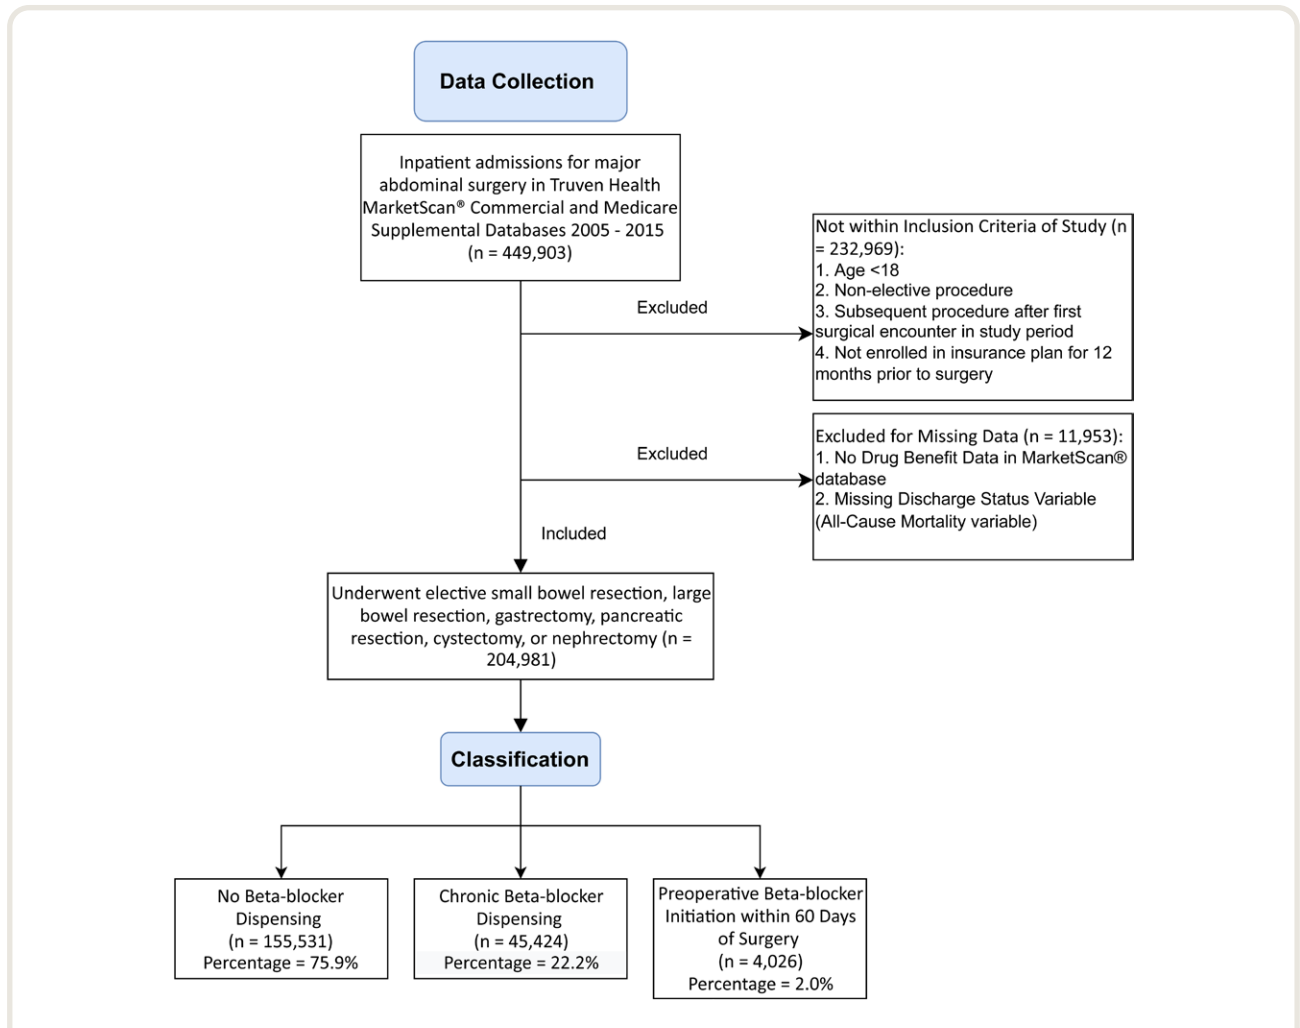 Data Collection
Inpatient admissions for major
abdominal surgery in Truven Health
MarketScan® Commercial and Medicare
Supplemental Databases 2005 - 2015
(n = 449,903)
Not within Inclusion Criteria of Study (n
= 232,969):
1. Age <18
2. Non-elective procedure
3. Subsequent procedure after first
surgical encounter in study period
4. Not enrolled in insurance plan for 12
months prior to surgery
Excluded
Excluded for Missing Data (n = 11,953):
1. No Drug Benefit Data in MarketScan®
database
2. Missing Discharge Status Variable
(All-Cause Mortality variable)
Excluded
Included
Underwent elective small bowel resection, large
bowel resection, gastrectomy, pancreatic
resection, cystectomy, or nephrectomy (n =
204,981)
Classification
No Beta-blocker
Dispensing
(n = 155,531)
Percentage = 75.9%
Chronic Beta-blocker
Dispensing
(n = 45,424)
Percentage = 22.2%
Preoperative Beta-blocker
Initiation within 60 Days
of Surgery
(n = 4,026)
Percentage = 2.0%